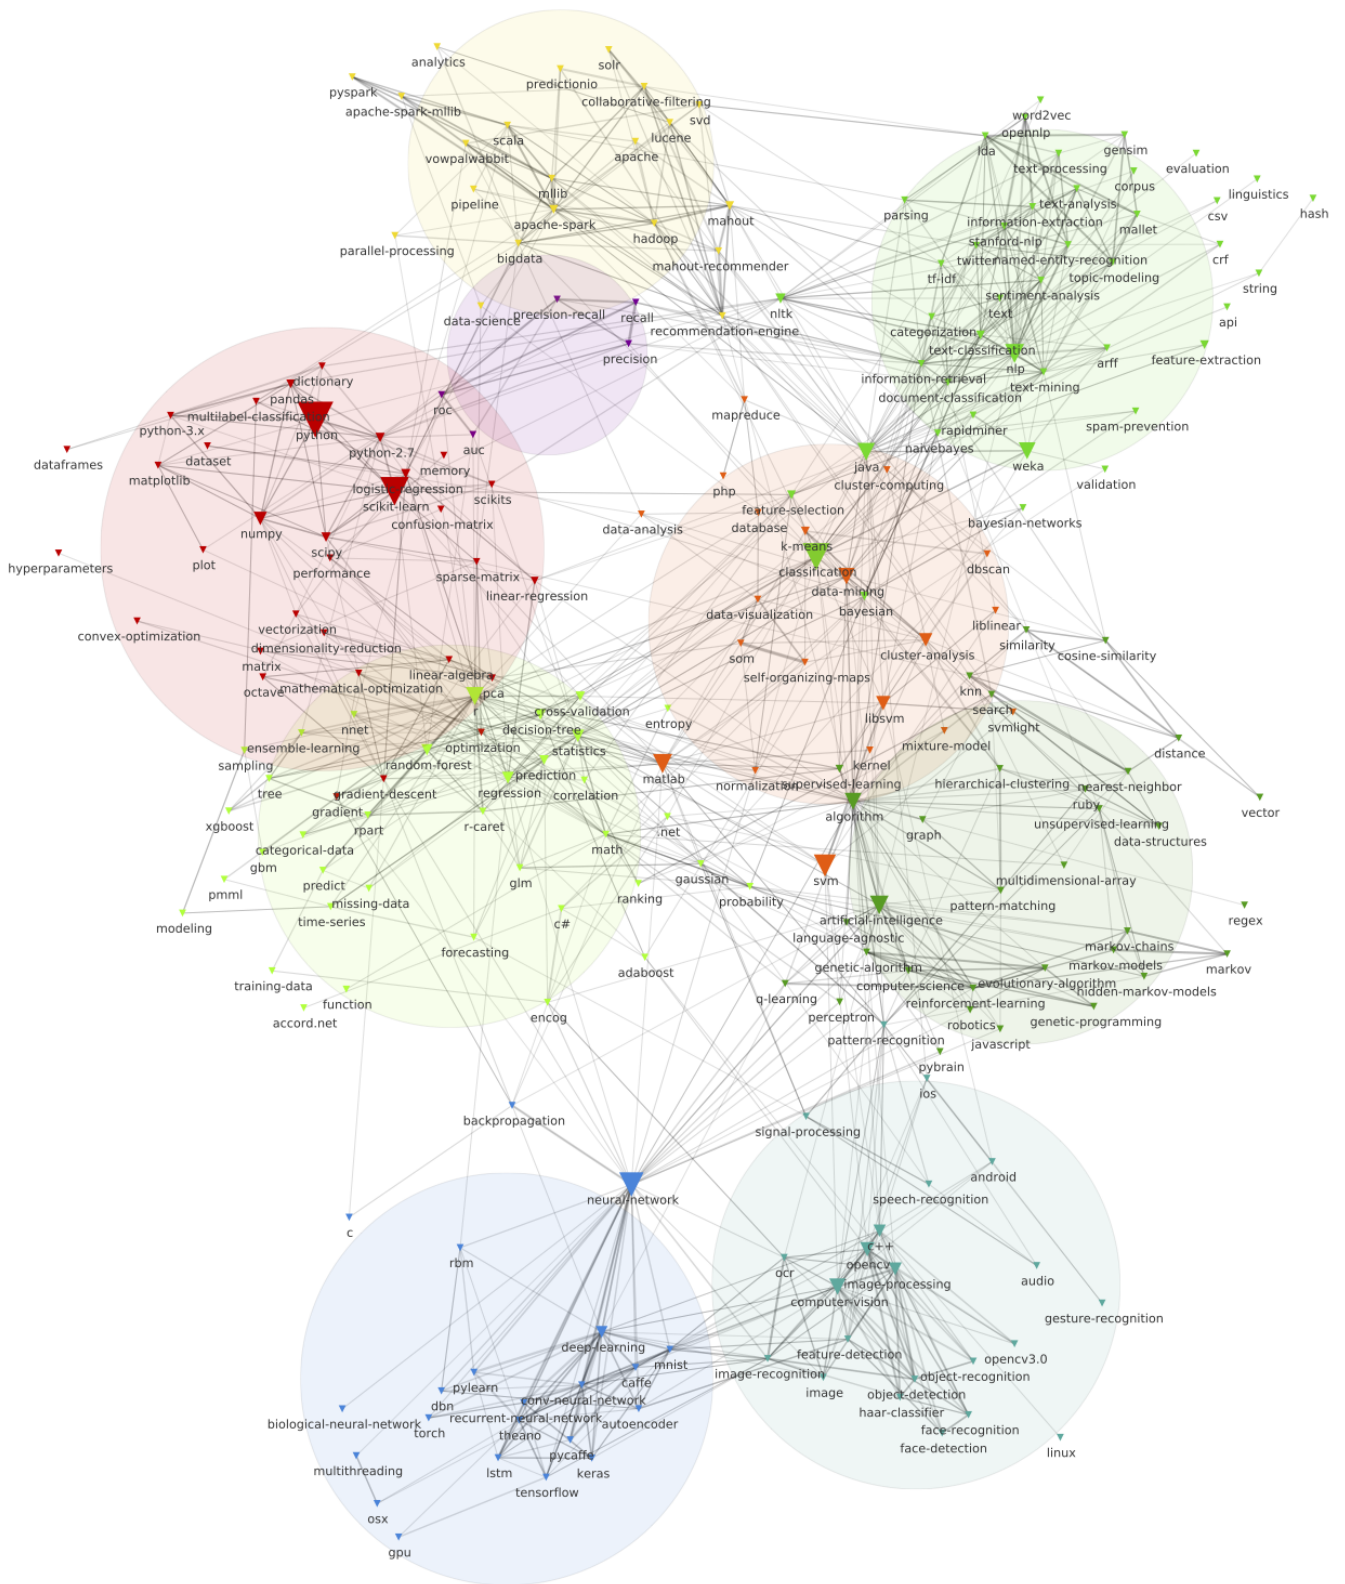 analytics
solr
pyspark
predictionio
apache-spark-mllib
collaborative-filtering
svd
word2vec
opennlp
scala
lucene
lda
gensim
vowpalwabbit
apache
text-processing
evaluation
mllib
corpus
linguistics
pipeline
text-analysis
parsing
csv
hash
apache-spark
mahout
information-extraction
mallet
hadoop
stanford-nlp
parallel-processing
bigdata
mahout-recommender
twitter
named-entity-recognition
crf
tf-idf
topic-modeling
string
sentiment-analysis
data-science
precision-recall
recall
nltk
text
api
recommendation-engine
categorization
precision
text-classification
feature-extraction
nlp
arff
information-retrieval
text-mining
dictionary
document-classification
pandas
roc
mapreduce
multilabel-classification
python-3.x
python
rapidminer
spam-prevention
auc
naivebayes
python-2.7
dataset
dataframes
memory
java
weka
matplotlib
cluster-computing
logistic-regression
scikits
php
validation
scikit-learn
feature-selection
confusion-matrix
data-analysis
database
bayesian-networks
numpy
k-means
scipy
plot
hyperparameters
performance
classification
dbscan
sparse-matrix
data-mining
linear-regression
data-visualization
bayesian
liblinear
vectorization
convex-optimization
dimensionality-reduction
similarity
cosine-similarity
matrix
som
cluster-analysis
linear-algebra
self-organizing-maps
octave
mathematical-optimization
pca
knn
r
cross-validation
entropy
libsvm
search
decision-tree
svmlight
nnet
ensemble-learning
optimization
statistics
mixture-model
distance
sampling
random-forest
prediction
matlab
kernel
regression
normalization
supervised-learning
hierarchical-clustering
nearest-neighbor
tree
gradient-descent
correlation
ruby
gradient
vector
xgboost
rpart
r-caret
.net
algorithm
unsupervised-learning
graph
data-structures
categorical-data
math
gbm
gaussian
svm
multidimensional-array
predict
glm
pmml
ranking
probability
missing-data
pattern-matching
time-series
artificial-intelligence
modeling
c#
regex
language-agnostic
markov-chains
forecasting
markov-models
adaboost
genetic-algorithm
markov
computer-science
evolutionary-algorithm
training-data
hidden-markov-models
q-learning
reinforcement-learning
function
encog
perceptron
genetic-programming
accord.net
robotics
pattern-recognition
javascript
pybrain
ios
backpropagation
signal-processing
android
neural-network
speech-recognition
c
c++
rbm
opencv
ocr
image-processing
audio
computer-vision
gesture-recognition
deep-learning
feature-detection
opencv3.0
mnist
image-recognition
object-recognition
caffe
pylearn
image
object-detection
conv-neural-network
dbn
haar-classifier
recurrent-neural-network
biological-neural-network
autoencoder
torch
theano
face-recognition
face-detection
linux
pycaffe
multithreading
lstm
keras
tensorflow
osx
gpu